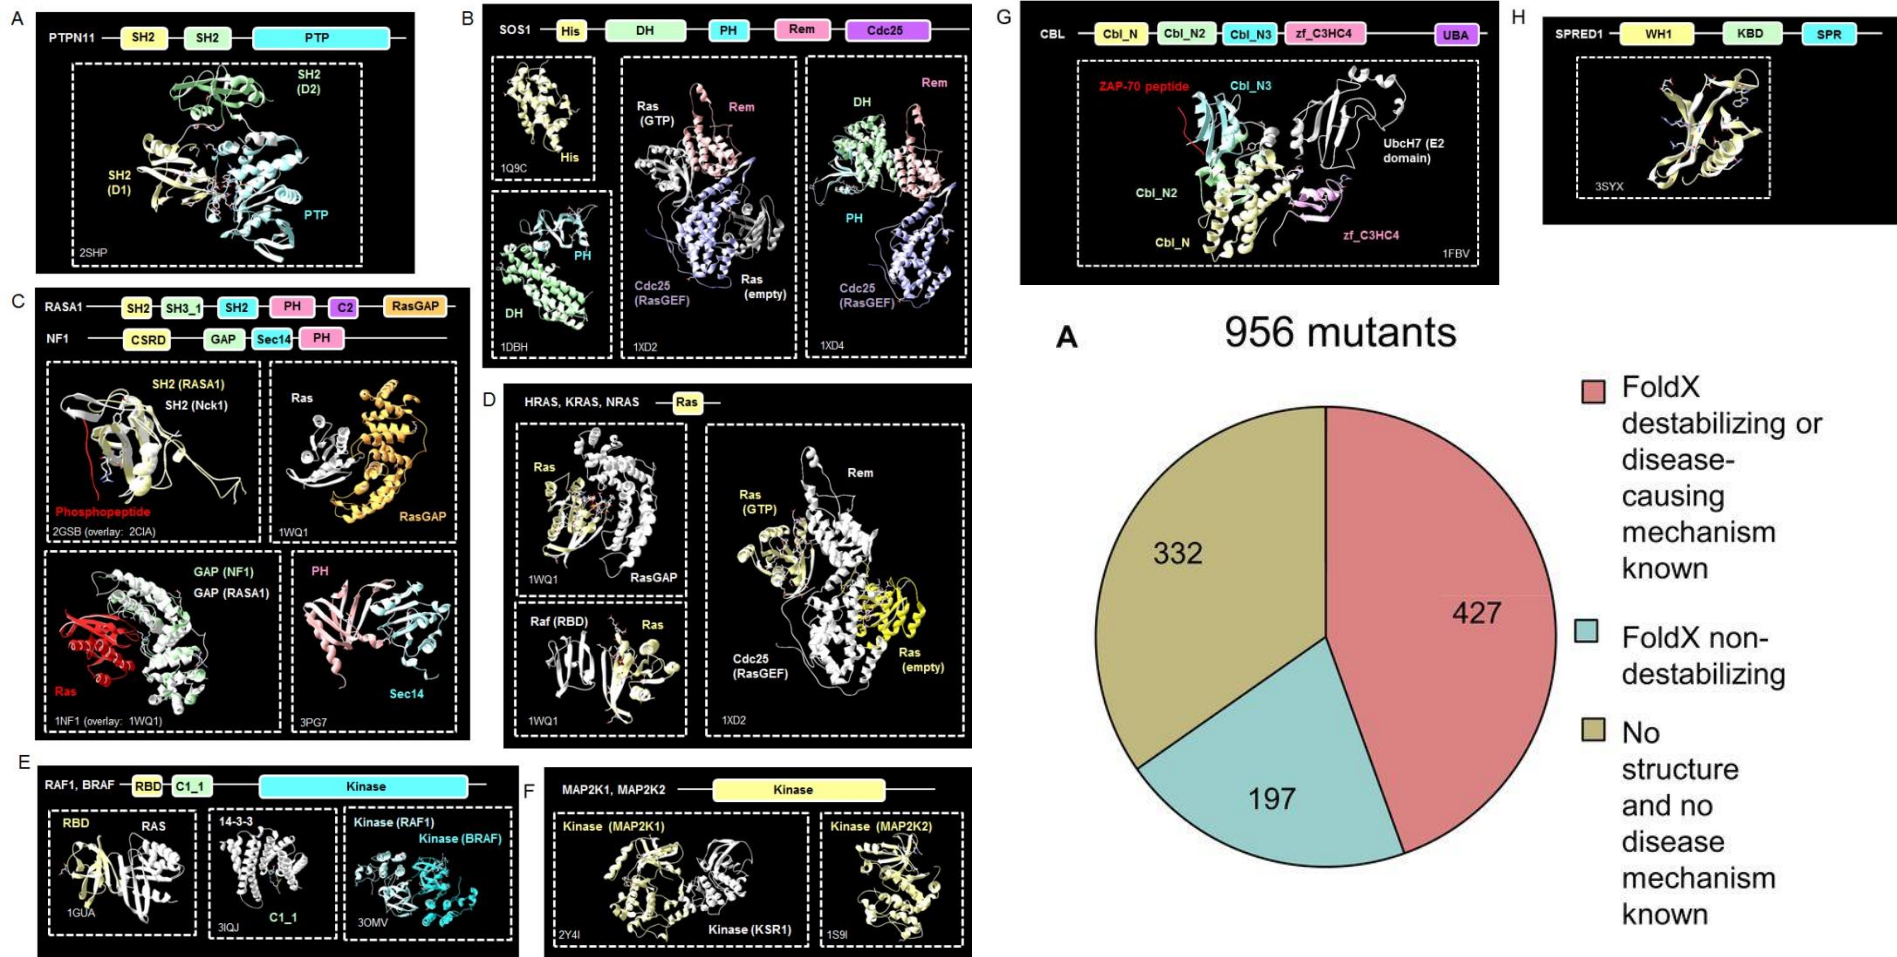 A
PTPN11
SH2
SH2
PTP
SH2
(D2)
SH2
(D1)
PTP
2SHP
B
SOS1
His
DH
PH
Rem
Cdc25
1Q9C
His
PH
DH
1DBH
Ras
(GTP)
Rem
Cdc25
(RasGEF)
Ras
(empty)
1XD2
DH
Rem
PH
Cdc25
(RasGEF)
1XD4
C
RASA1
SH2
SH3_1
SH2
PH
C2
RasGAP
NF1
CSRD
GAP
Sec14
PH
SH2 (RASA1)
SH2 (Nck1)
Phosphopeptide
2GSB (overlay: 2CIA)
Ras
RasGAP
1WQ1
GAP (NF1)
GAP (RASA1)
Ras
1NF1 (overlay: 1WQ1)
PH
Sec14
3PG7
D
HRAS, KRAS, NRAS
Ras
Ras
1WQ1
RasGAP
Raf (RBD)
Ras
1WQ1
Rem
Ras
(GTP)
Cdc25
(RasGEF)
Ras
(empty)
1XD2
E
RAF1, BRAF
RBD
C1_1
Kinase
RBD
RAS
1GUA
14-3-3
C1_1
3IQJ
Kinase (RAF1)
Kinase (BRAF)
3OMV
F
MAP2K1, MAP2K2
Kinase
Kinase (MAP2K1)
Kinase (KSR1)
2Y4I
Kinase (MAP2K2)
1S9I
G
CBL
Cbl_N
Cbl_N2
Cbl_N3
zf_C3HC4
UBA
ZAP-70 peptide
Cbl_N3
UbcH7 (E2
domain)
Cbl_N2
Cbl_N
zf_C3HC4
1FBV
H
SPRED1
WH1
KBD
SPR
3SYX
A
956 mutants
332
427
197
FoldX
destabilizing or
disease-
causing
mechanism
known
FoldX non-
destabilizing
No
structure
and no
disease
mechanism
known